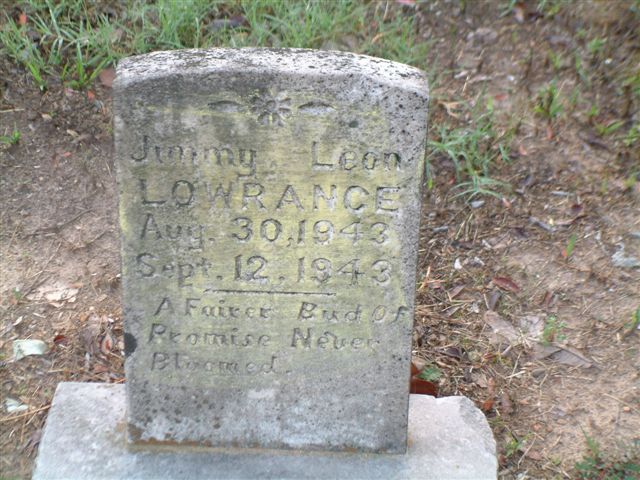 Jimmy Leon
LOWRANCE
Aug. 30, 1943
Sept. 12. 1943
A Fairer Bud Of
Promise Never
Bloomed.